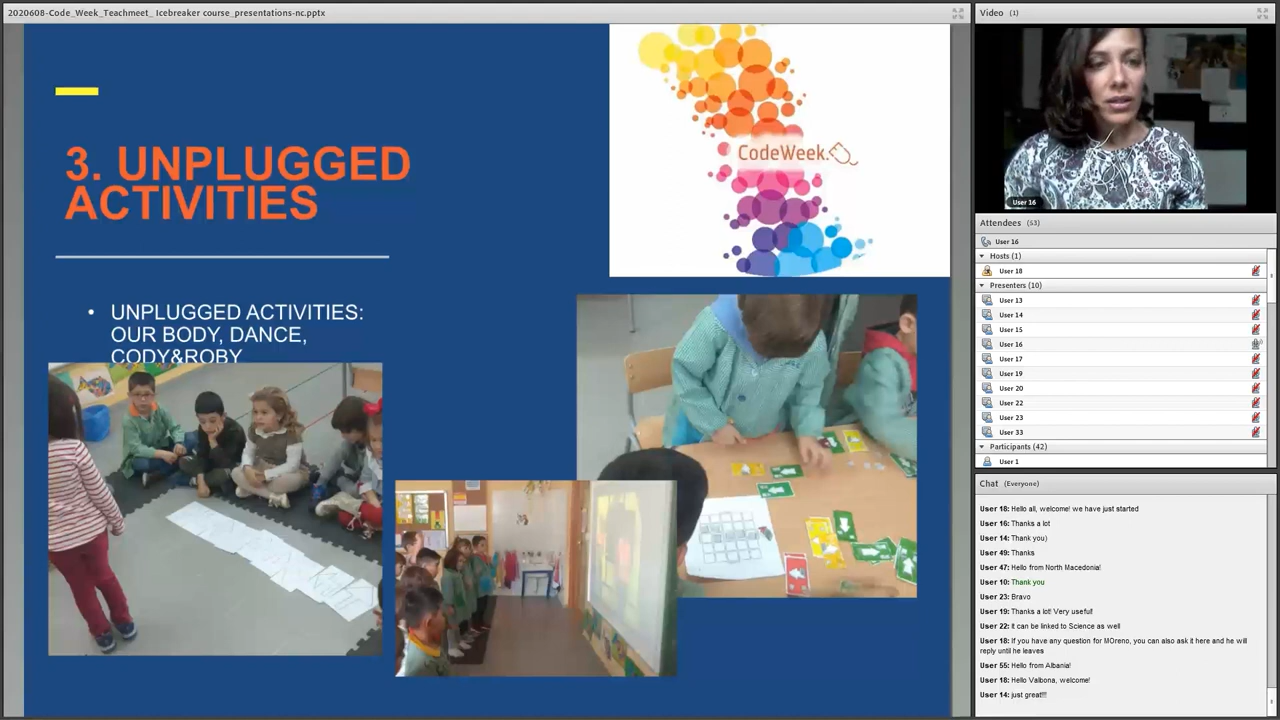 2020608-Code_Week_Teachmeet_ Icebreaker course_presentations-nc.pptx
3. UNPLUGGED
ACTIVITIES
CodeWeek.
• UNPLUGGED ACTIVITIES:
OUR BODY, DANCE,
CODY&ROBY
Video (1)
User 16
Attendees (53)
User 16
Hosts (1)
User 18
Presenters (10)
User 13
User 14
User 15
User 16
User 17
User 19
User 20
User 22
User 23
User 33
Participants (42)
User 1
Chat (Everyone)
User 18: Hello all, welcome! we have just started
User 16: Thanks a lot
User 14: Thank you)
User 49: Thanks
User 47: Hello from North Macedonia!
User 10: Thank you
User 23: Bravo
User 19: Thanks a lot! Very useful!
User 22: it can be linked to Science as well
User 18: If you have any question for MOreno, you can also ask it here and he will
reply until he leaves
User 55: Hello from Albania!
User 18: Hello Valbona, welcome!
User 14: just great!!!